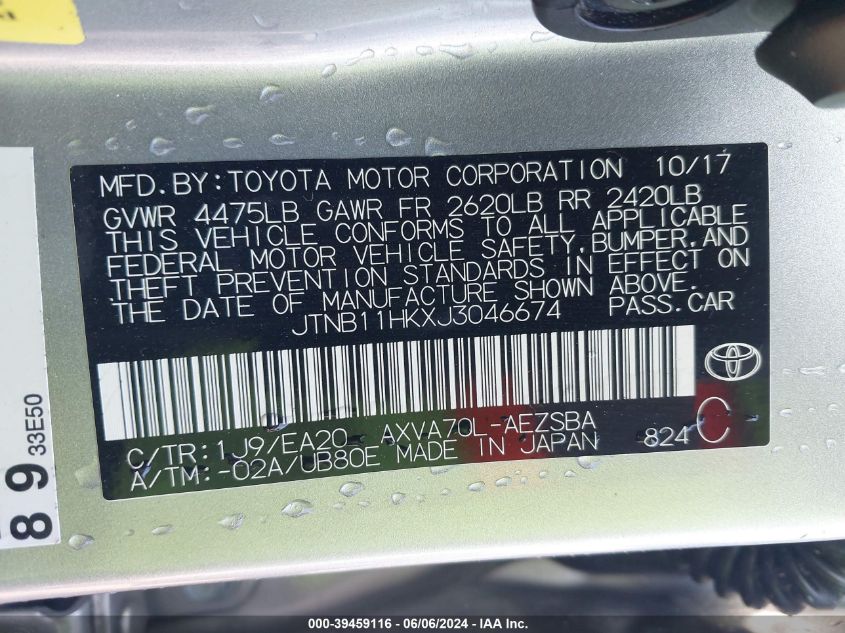 MFD. BY: TOYOTA MOTOR CORPORATION 10/17
GVWR 4475LB GAWR FR 2620LB RR 2420LB
THIS VEHICLE CONFORMS TO ALL APPLICABLE
FEDERAL MOTOR VEHICLE SAFETY, BUMPER, AND
THEFT PREVENTION STANDARDS IN EFFECT ON
THE DATE OF MANUFACTURE SHOWN ABOVE.
JTNB11HKXJ3046674 PASS. CAR
C/TR: 1J9/EA20 AXVA70L-AEZSBA 824 C
A/TM: -02A/UB80E MADE IN JAPAN
89 33E50
000-39459116 - 06/06/2024 - IAA Inc.